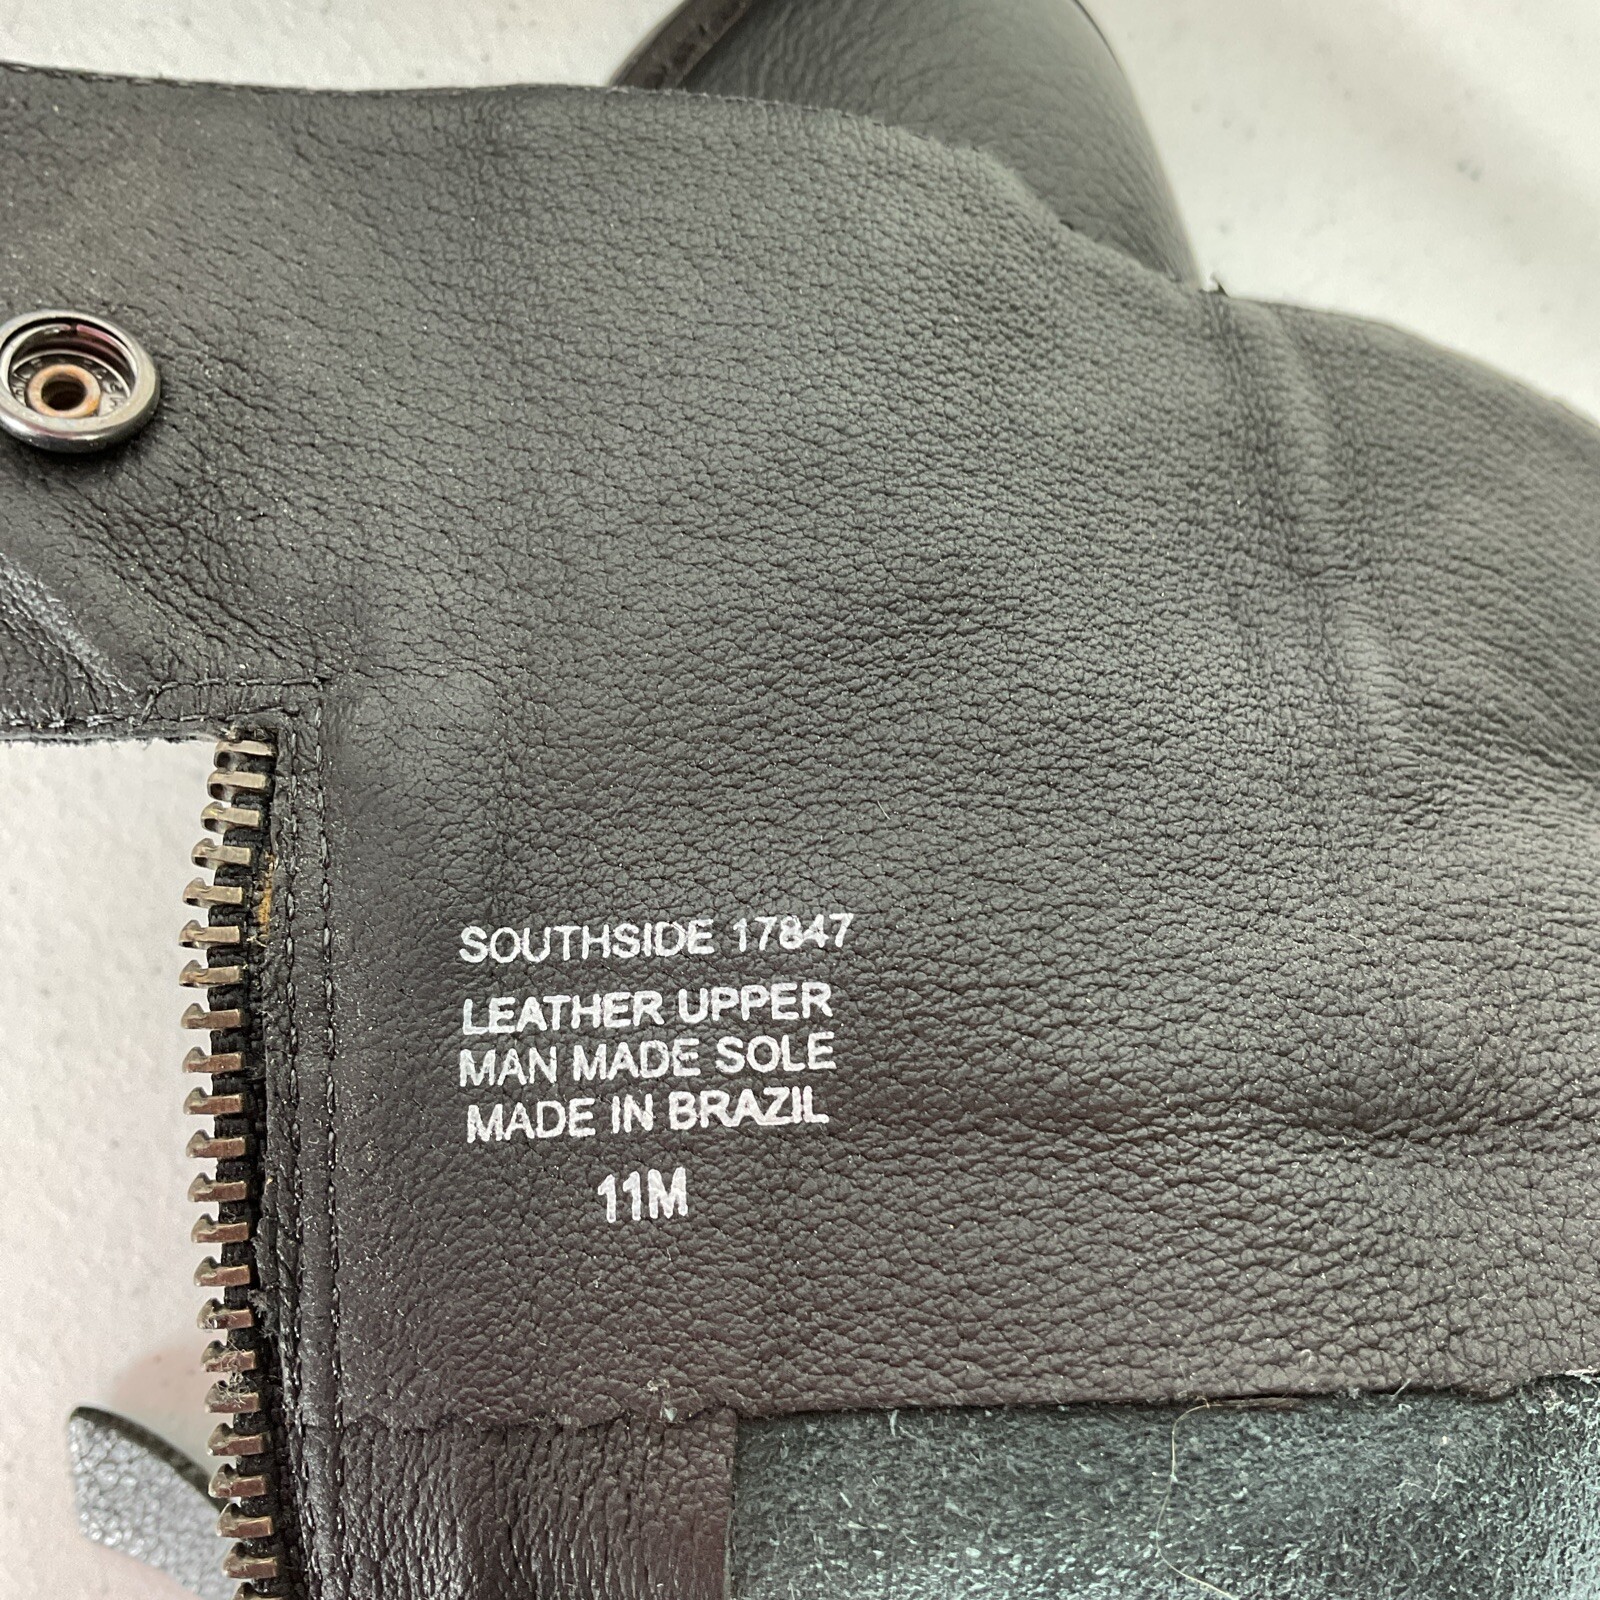 SOUTHSIDE 17847
LEATHER UPPER
MAN MADE SOLE
MADE IN BRAZIL
11M